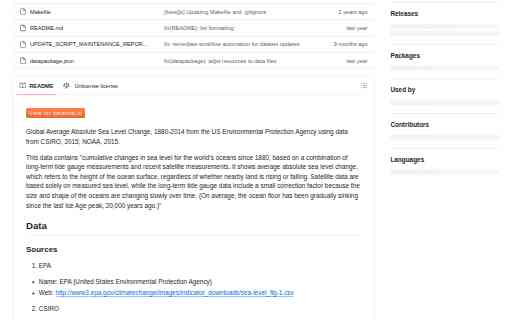 Makefile
[feew][s] Updating Makefile and .gitignore
2 years ago
README.md
fix(README): list formatting
last year
UPDATE_SCRIPT_MAINTENANCE_REPOR...
fix: remediate workflow automation for dataset updates
9 months ago
datapackage.json
fix(datapackage): adjust resources to data files
last year
README
Unlicense license
Global Average Absolute Sea Level Change, 1880-2014 from the US Environmental Protection Agency using data
from CSIRO, 2015; NOAA, 2015.
This data contains "cumulative changes in sea level for the world's oceans since 1880, based on a combination of
long-term tide gauge measurements and recent satellite measurements. It shows average absolute sea level change,
which refers to the height of the ocean surface, regardless of whether nearby land is rising or falling. Satellite data are
based solely on measured sea level, while the long-term tide gauge data include a small correction factor because the
size and shape of the oceans are changing slowly over time. (On average, the ocean floor has been gradually sinking
since the last Ice Age peak, 20,000 years ago.)"
Data
Sources
1. EPA
• Name: EPA (United States Environmental Protection Agency)
• Web: http://www3.epa.gov/climatechange/images/indicator_downloads/sea-level_fig-1.csv
2. CSIRO
Releases
Packages
Used by
Contributors
Languages